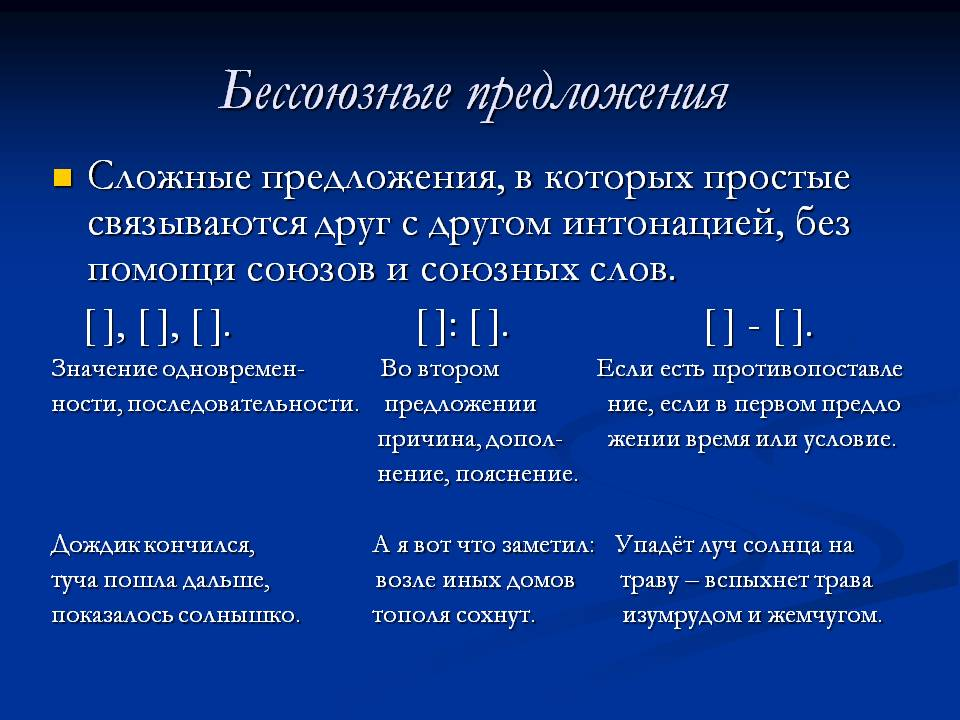 Бессоюзные предложения
Сложные предложения, в которых простые
связываются друг с другом интонацией, без
помощи союзов и союзных слов.
[ ], [ ], [ ]. [ ]: [ ]. [ ] - [ ].
Значение одновремен- Во втором Если есть противопоставле
ности, последовательности. предложении ние, если в первом предло
причина, допол- жении время или условие.
нение, пояснение.
Дождик кончился, А я вот что заметил: Упадёт луч солнца на
туча пошла дальше, возле иных домов траву – вспыхнет трава
показалось солнышко. тополя сохнут. изумрудом и жемчугом.